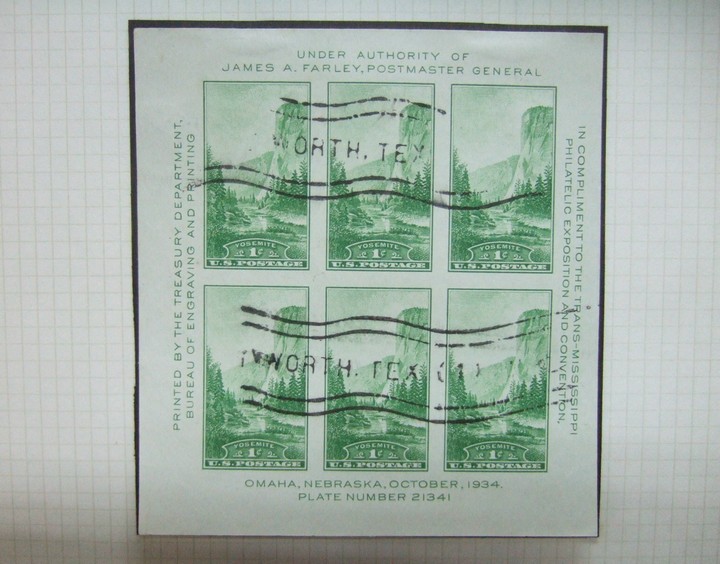 UNDER AUTHORITY OF
JAMES A. FARLEY, POSTMASTER GENERAL
PRINTED BY THE TREASURY DEPARTMENT,
BUREAU OF ENGRAVING AND PRINTING
IN COMPLIMENT TO THE TRANS-MISSISSIPPI
PHILATELIC EXPOSITION AND CONVENTION,
WORTH, TEX
YOSEMITE YOSEMITE YOSEMITE
1¢ 1¢ 1¢
U.S. POSTAGE U.S. POSTAGE U.S. POSTAGE
WORTH, TEX (1)
YOSEMITE YOSEMITE YOSEMITE
1¢ 1¢ 1¢
U.S. POSTAGE U.S. POSTAGE U.S. POSTAGE
OMAHA, NEBRASKA, OCTOBER, 1934.
PLATE NUMBER 21341